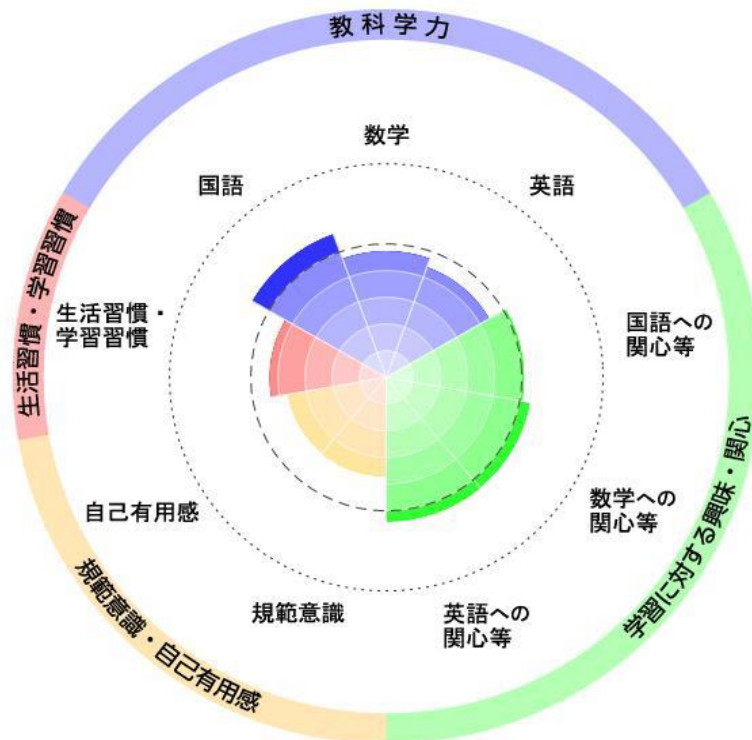 教科学力
数学
国語
英語
生活習慣・学習習慣
生活習慣・
学習習慣
国語への
関心等
自己有用感
数学への
関心等
規範意識
英語への
関心等
学習に対する興味・関心
規範意識・自己有用感